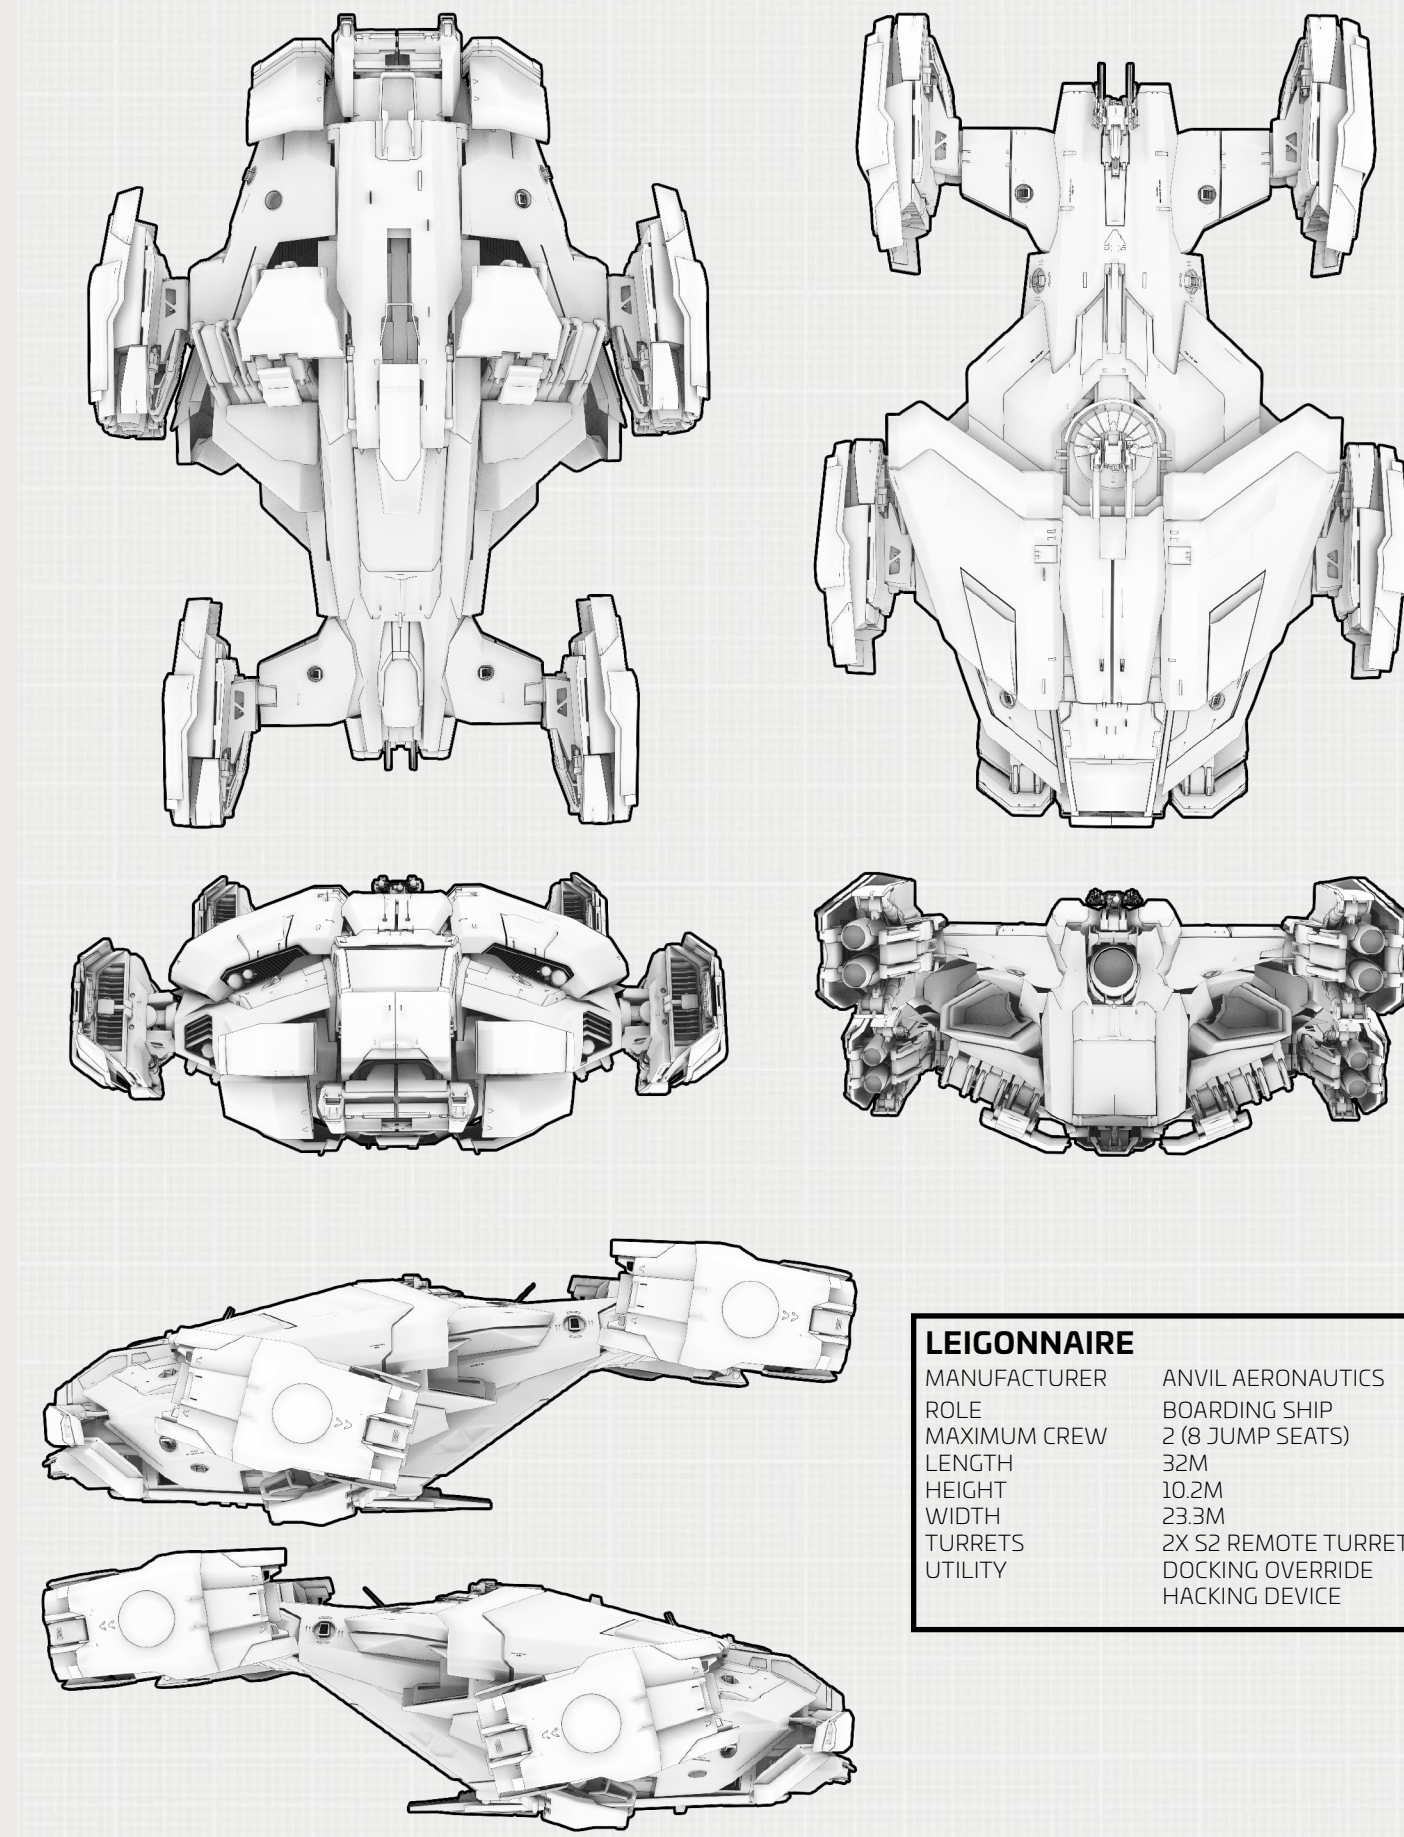 LEIGONNAIRE
MANUFACTURER ANVIL AERONAUTICS
ROLE BOARDING SHIP
MAXIMUM CREW 2 (8 JUMP SEATS)
LENGTH 32M
HEIGHT 10.2M
WIDTH 23.3M
TURRETS 2X S2 REMOTE TURRET
UTILITY DOCKING OVERRIDE
HACKING DEVICE